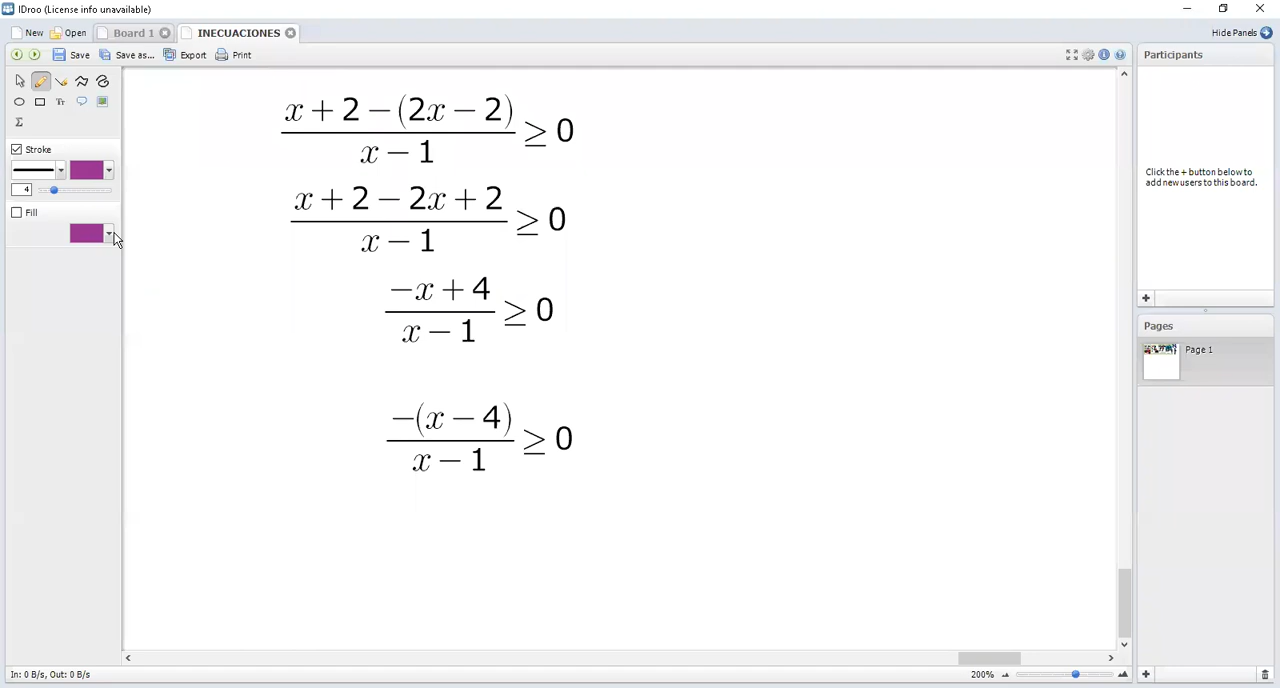 IDroo (License info unavailable)
New Open Board 1 INECUACIONES Hide Panels
Save Save as... Export Print
Participants
Click the + button below to
add new users to this board.
Tr
Σ
Stroke
4
Fill
x + 2 − (2x − 2) / x − 1 ≥ 0
x + 2 − 2x + 2 / x − 1 ≥ 0
−x + 4 / x − 1 ≥ 0
−(x − 4) / x − 1 ≥ 0
Pages
Page 1
In: 0 B/s, Out: 0 B/s
200%